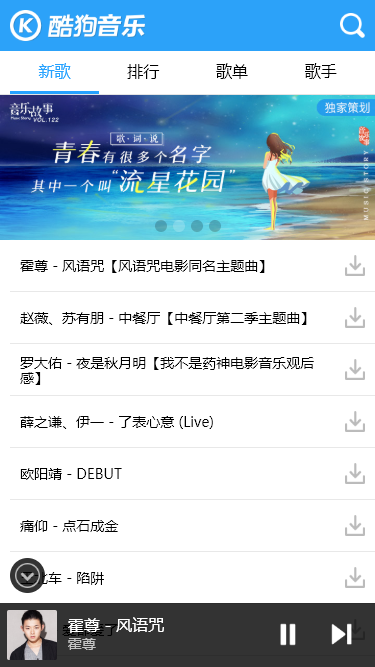 酷狗音乐
新歌
排行
歌单
歌手
音乐故事
VOL.122
独家策划
歌·词·说
青春有很多个名字
其中一个叫“流星花园”
MUSIC STORY
霍尊 - 风语咒【风语咒电影同名主题曲】
赵薇、苏有朋 - 中餐厅【中餐厅第二季主题曲】
罗大佑 - 夜是秋月明【我不是药神电影音乐观后
感】
薛之谦、伊一 - 了表心意 (Live)
欧阳靖 - DEBUT
痛仰 - 点石成金
北车 - 陷阱
霍尊 - 风语咒
霍尊